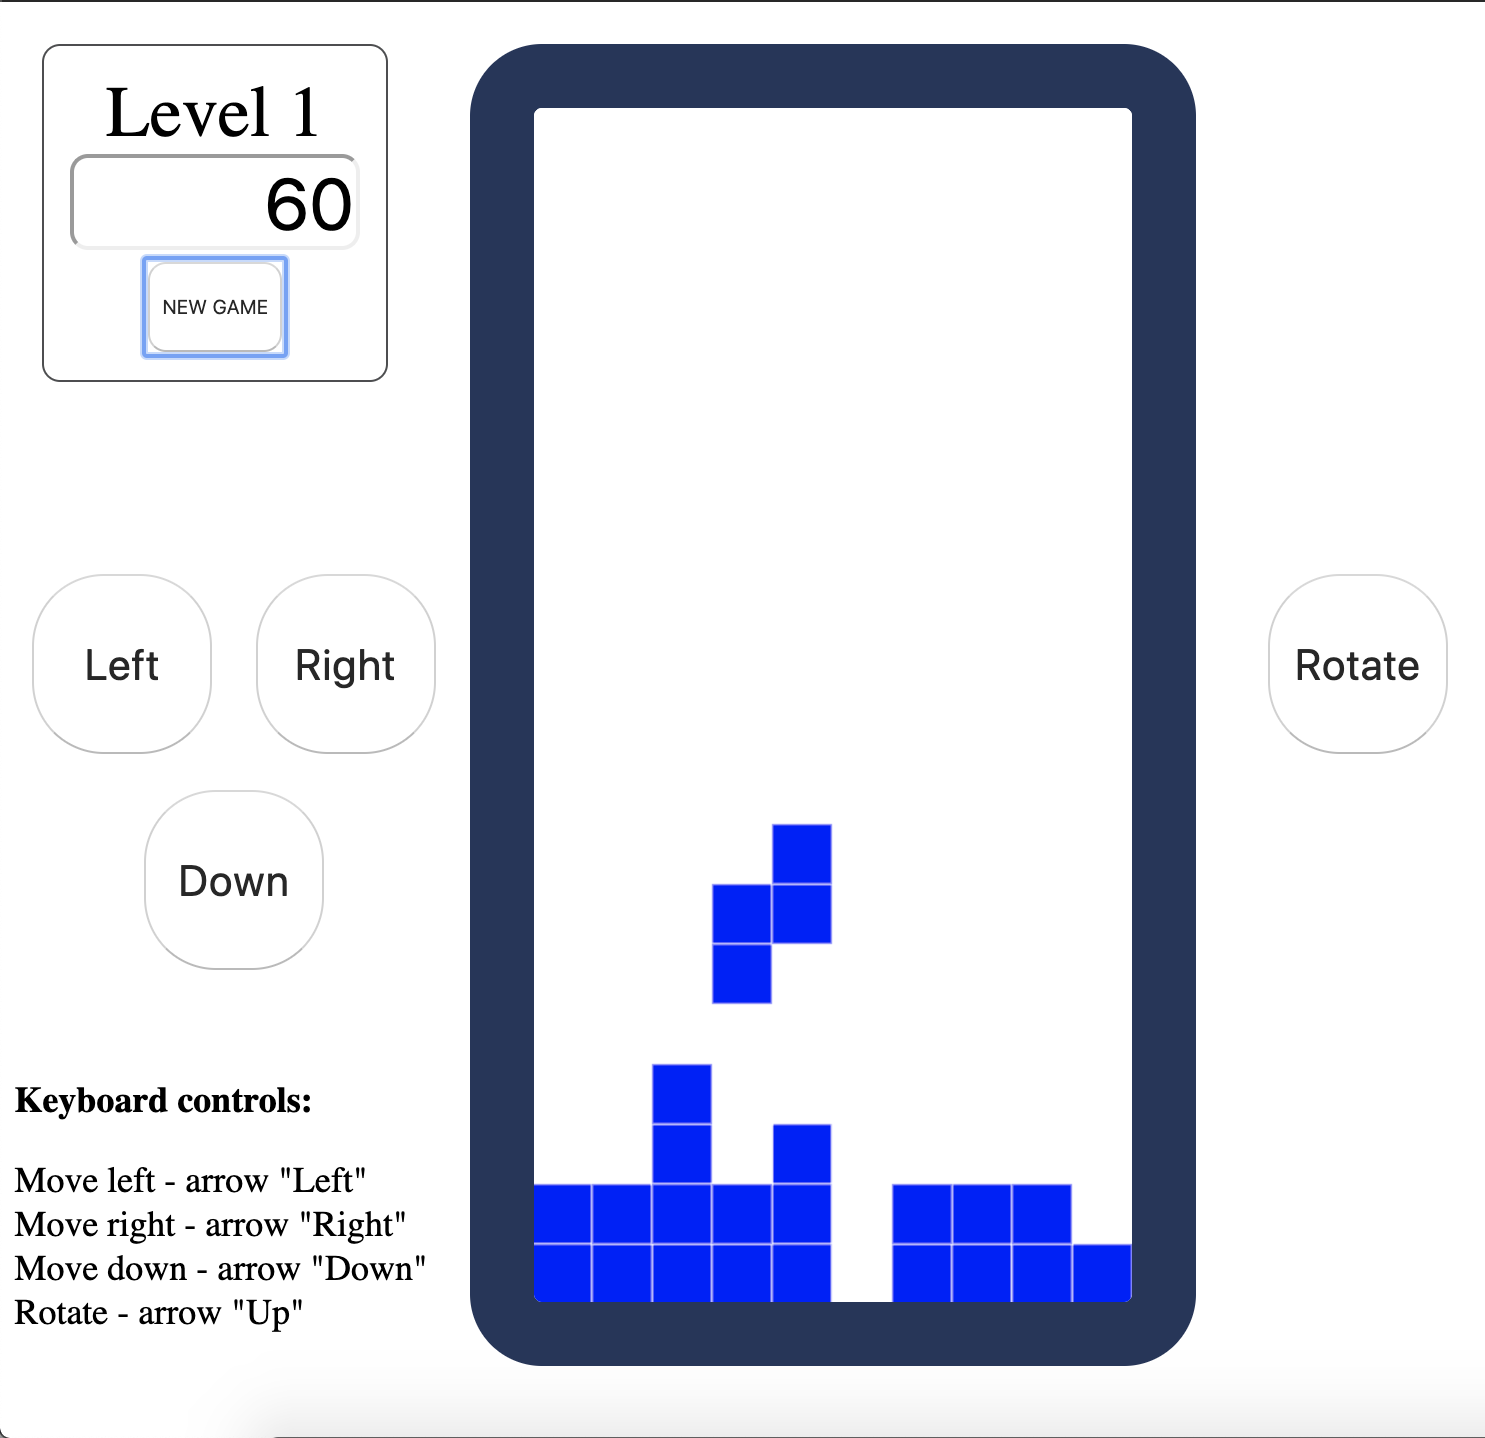 Level 1
60
NEW GAME
Left
Right
Rotate
Down
Keyboard controls:
Move left - arrow "Left"
Move right - arrow "Right"
Move down - arrow "Down"
Rotate - arrow "Up"